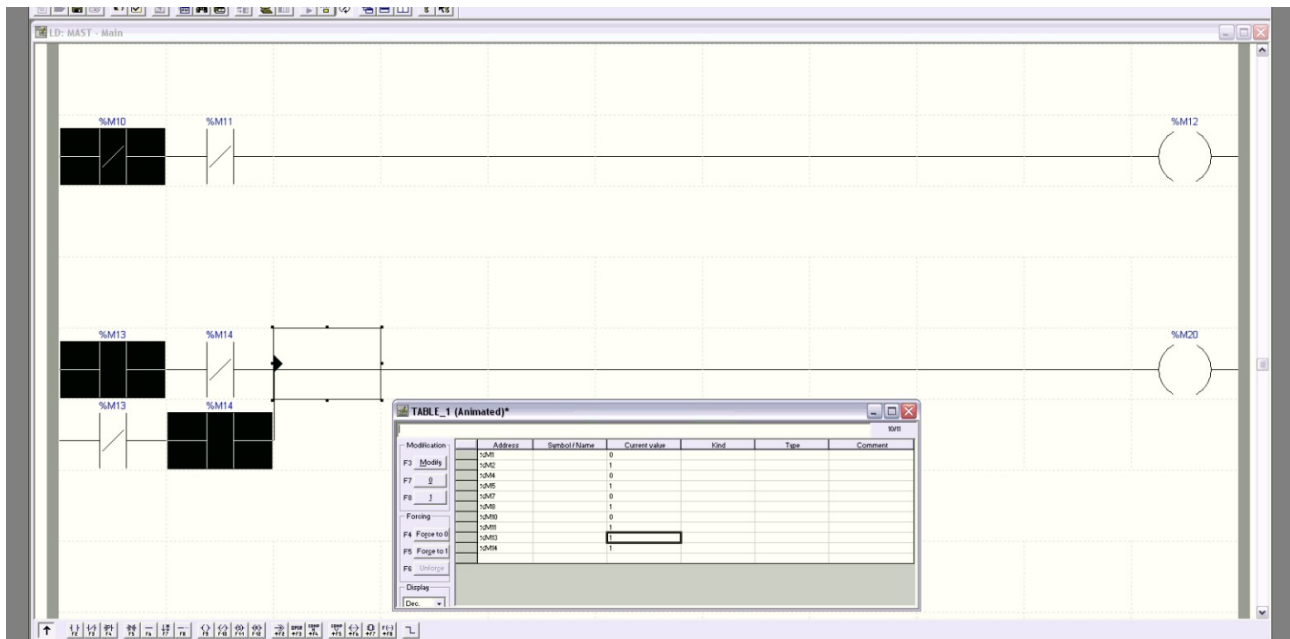 LD: MAST - Main
%M10 %M11 %M12
%M13 %M14 %M20
%M13 %M14
TABLE_1 (Animated)*
10/11
Modification
Address Symbol / Name Current value Kind Type Comment
%M1 0
F3 Modify
%M2 1
%M4 0
F7 0
%M5 1
%M7 0
F8 1
%M8 1
Forcing
%M10 0
%M11 1
F4 Force to 0
%M13 1
F5 Force to 1
%M14 1
F6 Unforce
Display
Dec.